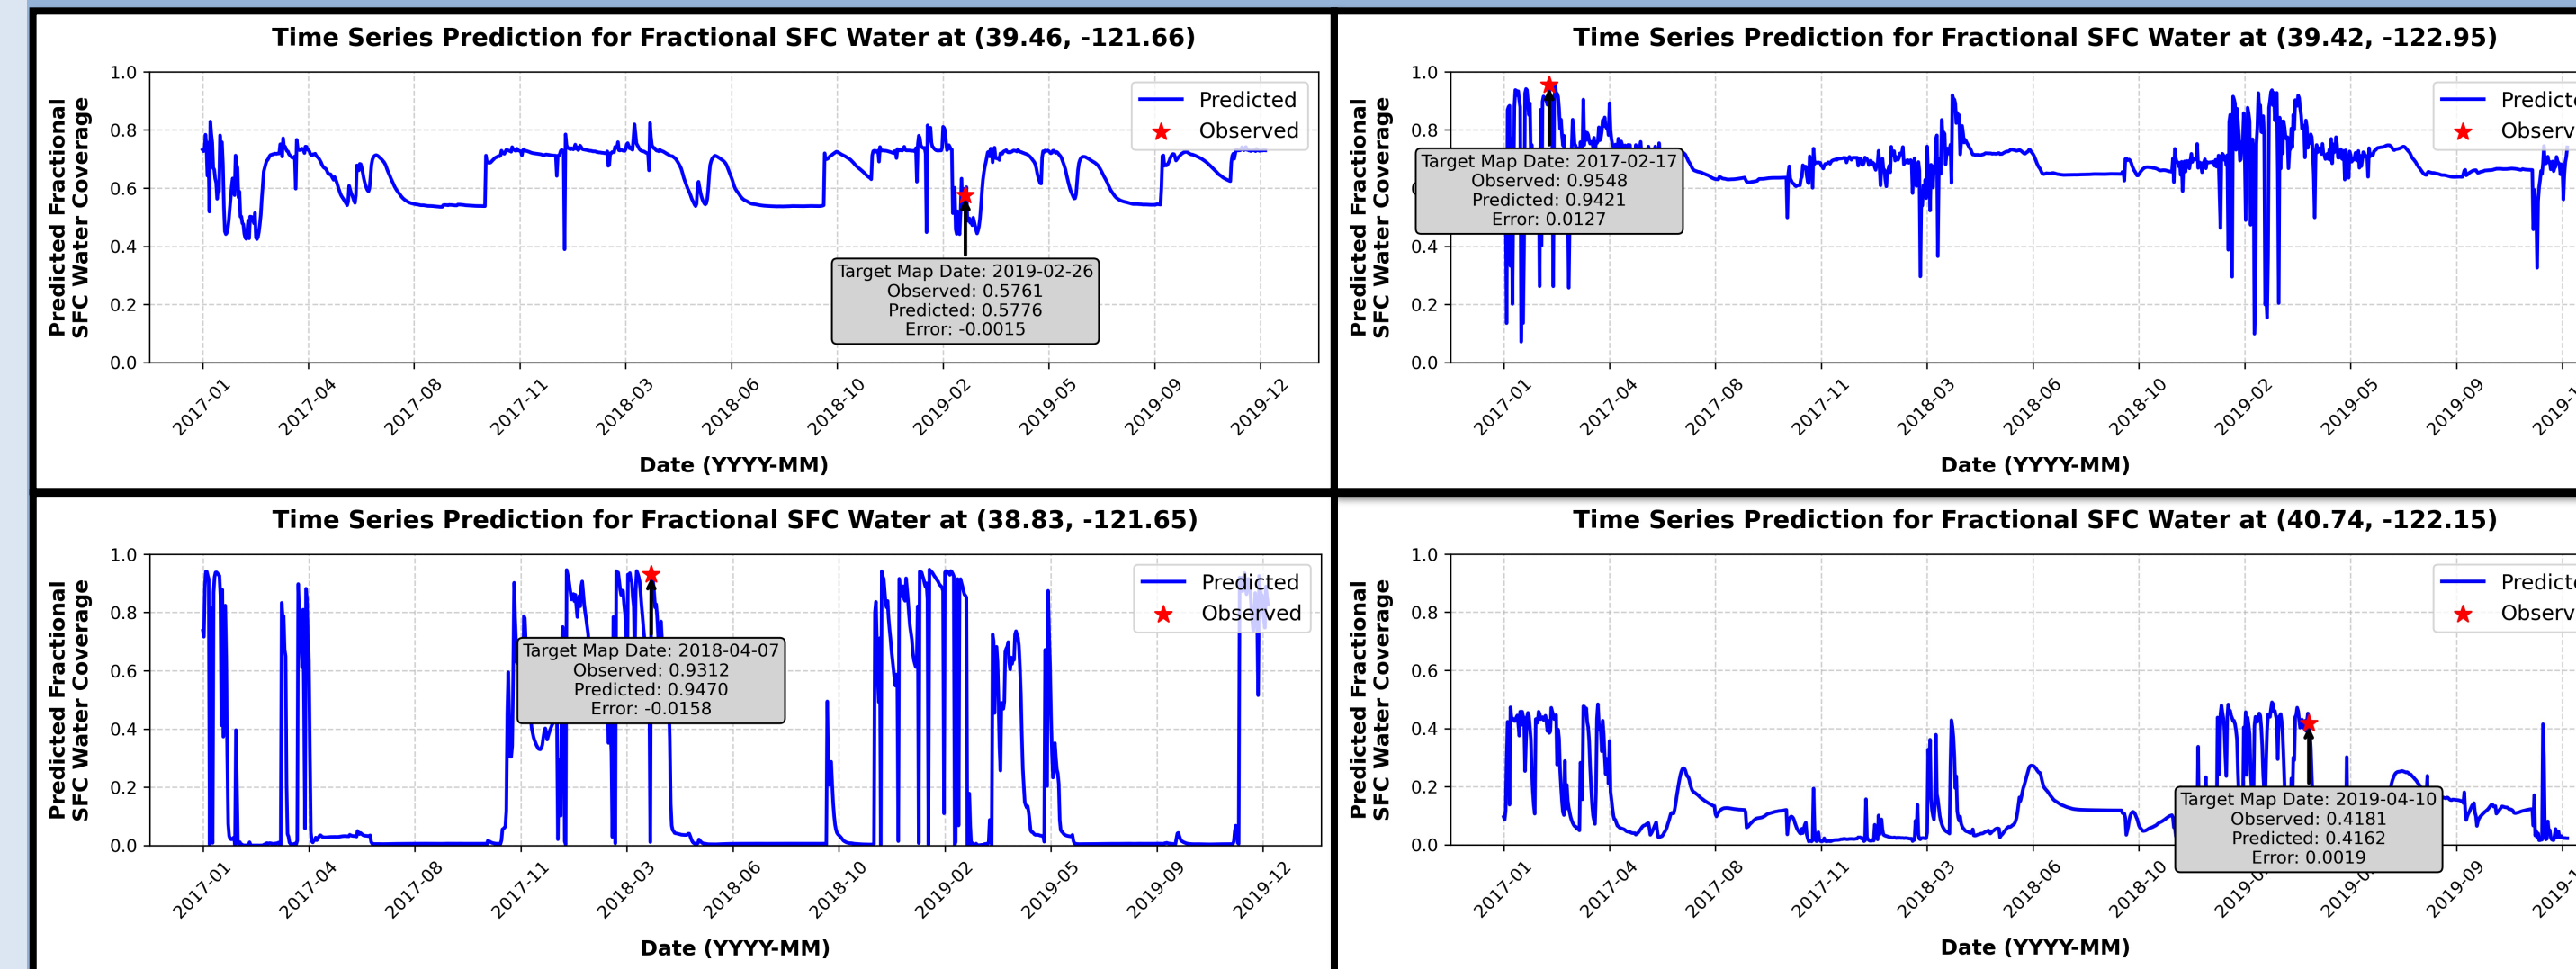 Time Series Prediction for Fractional SFC Water at (39.46, -121.66)
Predicted Fractional
SFC Water Coverage
1.0
0.8
0.6
0.4
0.2
0.0
Predicted
Observed
Target Map Date: 2019-02-26
Observed: 0.5761
Predicted: 0.5776
Error: -0.0015
2017-01
2017-04
2017-08
2017-11
2018-03
2018-06
2018-10
2019-02
2019-05
2019-09
2019-12
Date (YYYY-MM)
Time Series Prediction for Fractional SFC Water at (39.42, -122.95)
Predicted Fractional
SFC Water Coverage
1.0
0.8
0.4
0.2
0.0
Predicte
Observ
Target Map Date: 2017-02-17
Observed: 0.9548
Predicted: 0.9421
Error: 0.0127
2017-01
2017-04
2017-08
2017-11
2018-03
2018-06
2018-10
2019-02
2019-05
2019-09
2019-1
Date (YYYY-MM)
Time Series Prediction for Fractional SFC Water at (38.83, -121.65)
Predicted Fractional
SFC Water Coverage
1.0
0.8
0.6
0.4
0.2
0.0
Predicted
Observed
Target Map Date: 2018-04-07
Observed: 0.9312
Predicted: 0.9470
Error: -0.0158
2017-01
2017-04
2017-08
2017-11
2018-03
2018-06
2018-10
2019-02
2019-05
2019-09
2019-12
Date (YYYY-MM)
Time Series Prediction for Fractional SFC Water at (40.74, -122.15)
Predicted Fractional
SFC Water Coverage
1.0
0.8
0.6
0.4
0.2
0.0
Predicte
Observ
Target Map Date: 2019-04-10
Observed: 0.4181
Predicted: 0.4162
Error: 0.0019
2017-01
2017-04
2017-08
2017-11
2018-03
2018-06
2018-10
2019-0
2019-0
2019-09
2019-1
Date (YYYY-MM)